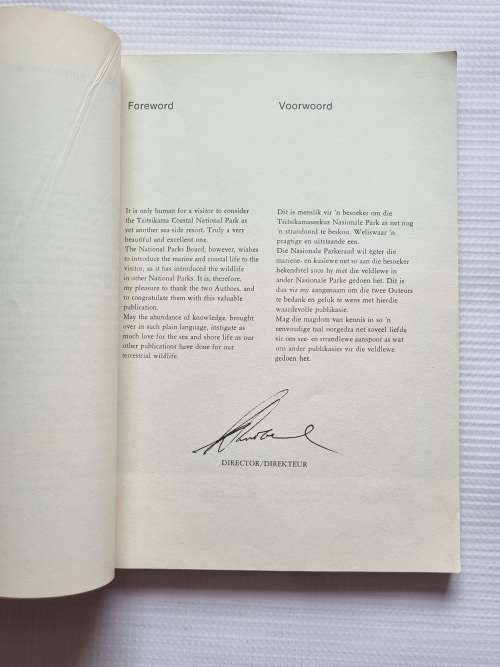 Foreword
It is only human for a visitor to consider
the Tzitsikama Coastal National Park as
yet another sea-side resort. Truly a very
beautiful and excellent one.
The National Parks Board, however, wishes
to introduce the marine and coastal life to the
visitor, as it has introduced the wildlife
in other National Parks. It is, therefore,
my pleasure to thank the two Authors, and
to congratulate them with this valuable
publication.
May the abundance of knowledge, brought
over in such plain language, instigate as
much love for the sea and shore life as our
other publications have done for our
terrestrial wildlife.
Voorwoord
Dit is menslik vir 'n besoeker om die
Tsitsikamaseekus Nasionale Park as net nog
'n strandoord te beskou. Weliswaar 'n
pragtige en uitstaande een.
Die Nasionale Parkeraad wil egter die
mariene- en kuslewe net so aan die besoeker
bekendstel soos hy met die veldlewe in
ander Nasionale Parke gedoen het. Dit is
dus vir my aangenaam om die twee Outeurs
te bedank en geluk te wens met hierdie
waardevolle publikasie.
Mag die magdom van kennis in so 'n
eenvoudige taal oorgedra net soveel liefde
vir ons see- en strandlewe aanspoor as wat
ons ander publikasies vir die veldlewe
gedoen het.
DIRECTOR/DIREKTEUR